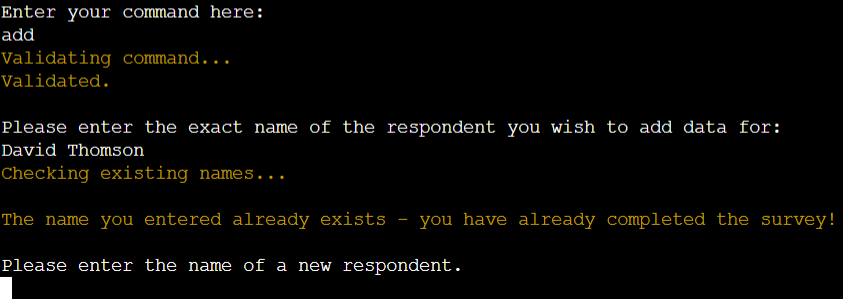 Enter your command here:
add
Validating command...
Validated.
Please enter the exact name of the respondent you wish to add data for:
David Thomson
Checking existing names...
The name you entered already exists - you have already completed the survey!
Please enter the name of a new respondent.